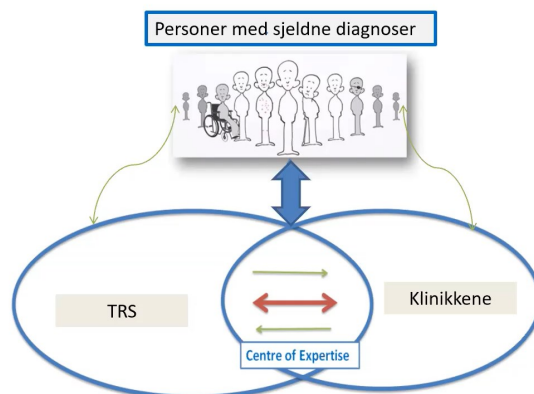 Personer med sjeldne diagnoser
TRS
Klinikkene
Centre of Expertise